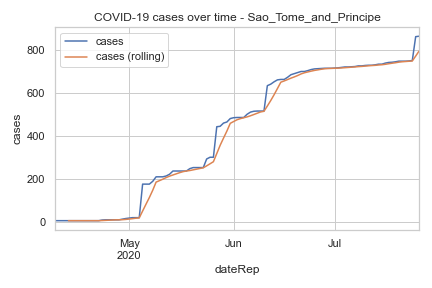 COVID-19 cases over time - Sao_Tome_and_Principe
cases
cases (rolling)
800
600
400
200
0
cases
May
2020
Jun
Jul
dateRep